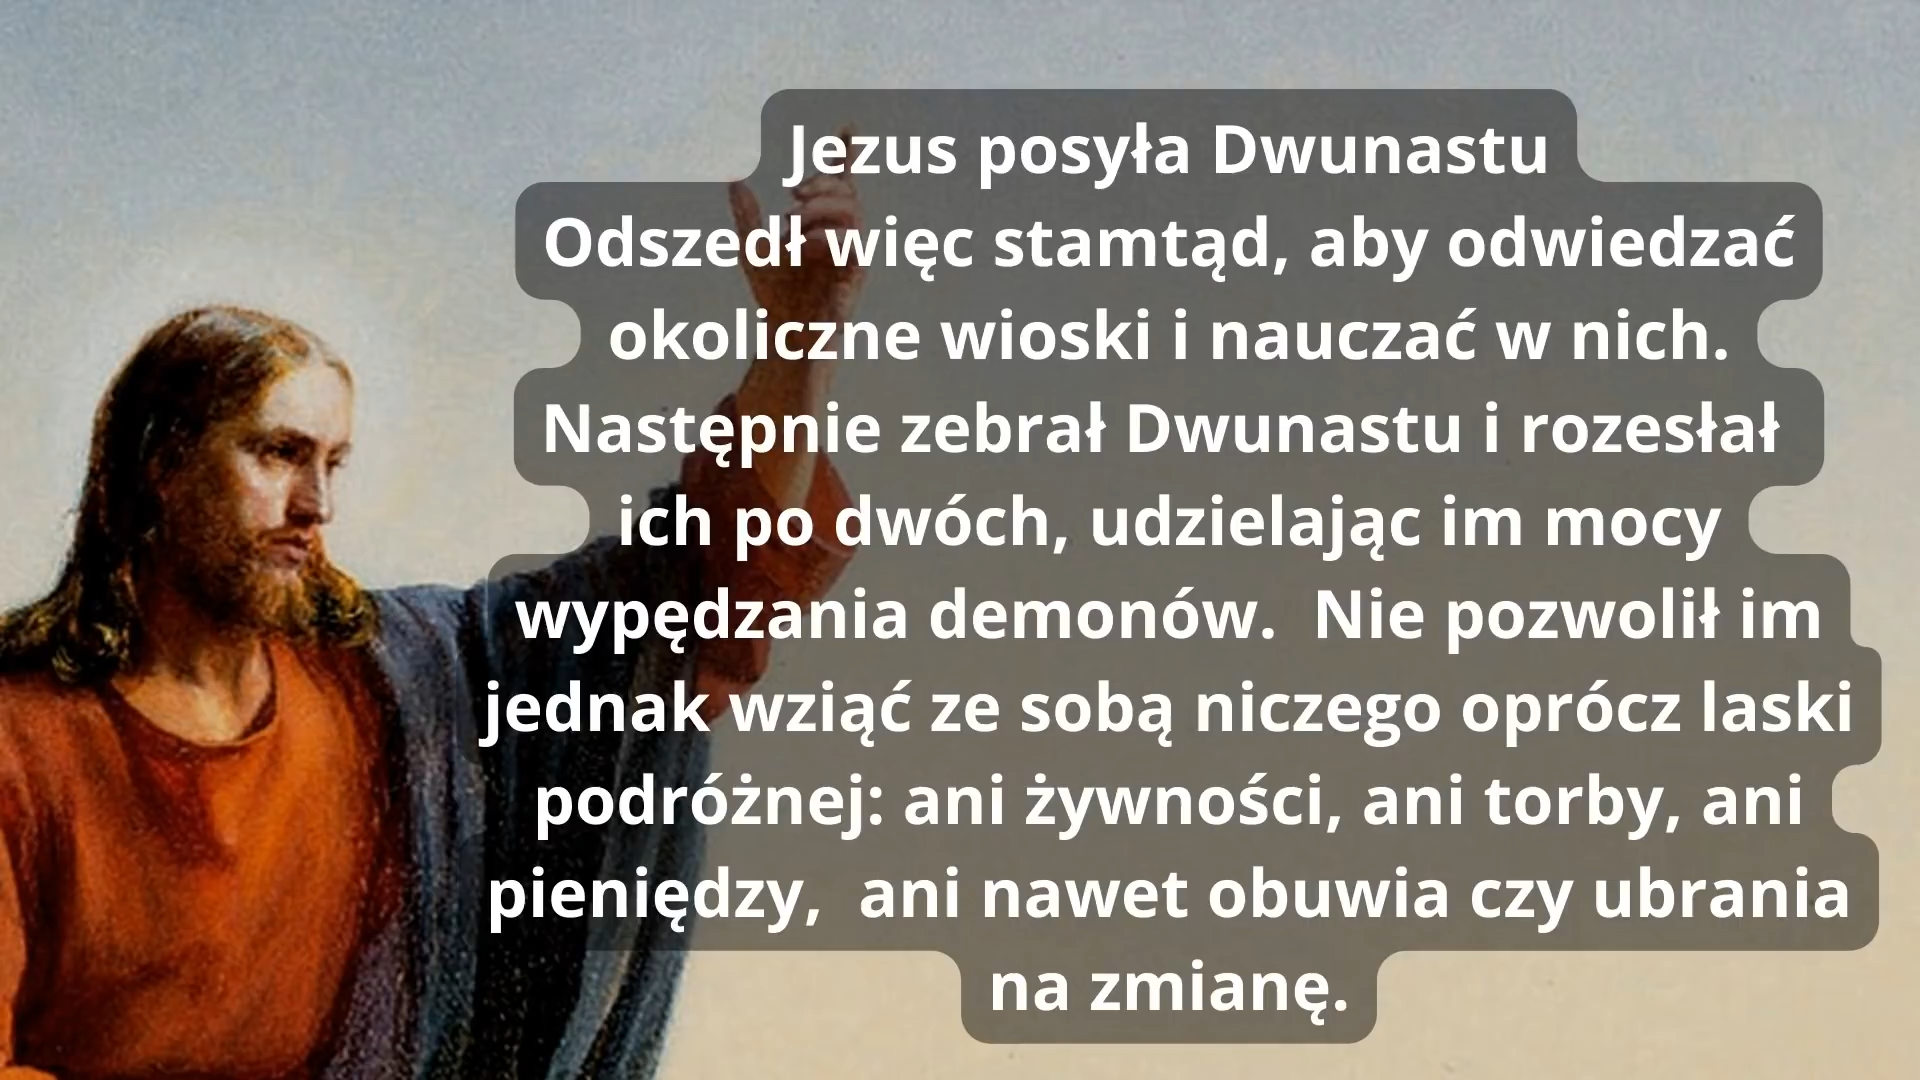 Jezus posyła Dwunastu
Odszedł więc stamtąd, aby odwiedzać
okoliczne wioski i nauczać w nich.
Następnie zebrał Dwunastu i rozesłał
ich po dwóch, udzielając im mocy
wypędzania demonów.  Nie pozwolił im
jednak wziąć ze sobą niczego oprócz laski
podróżnej: ani żywności, ani torby, ani
pieniędzy,  ani nawet obuwia czy ubrania
na zmianę.